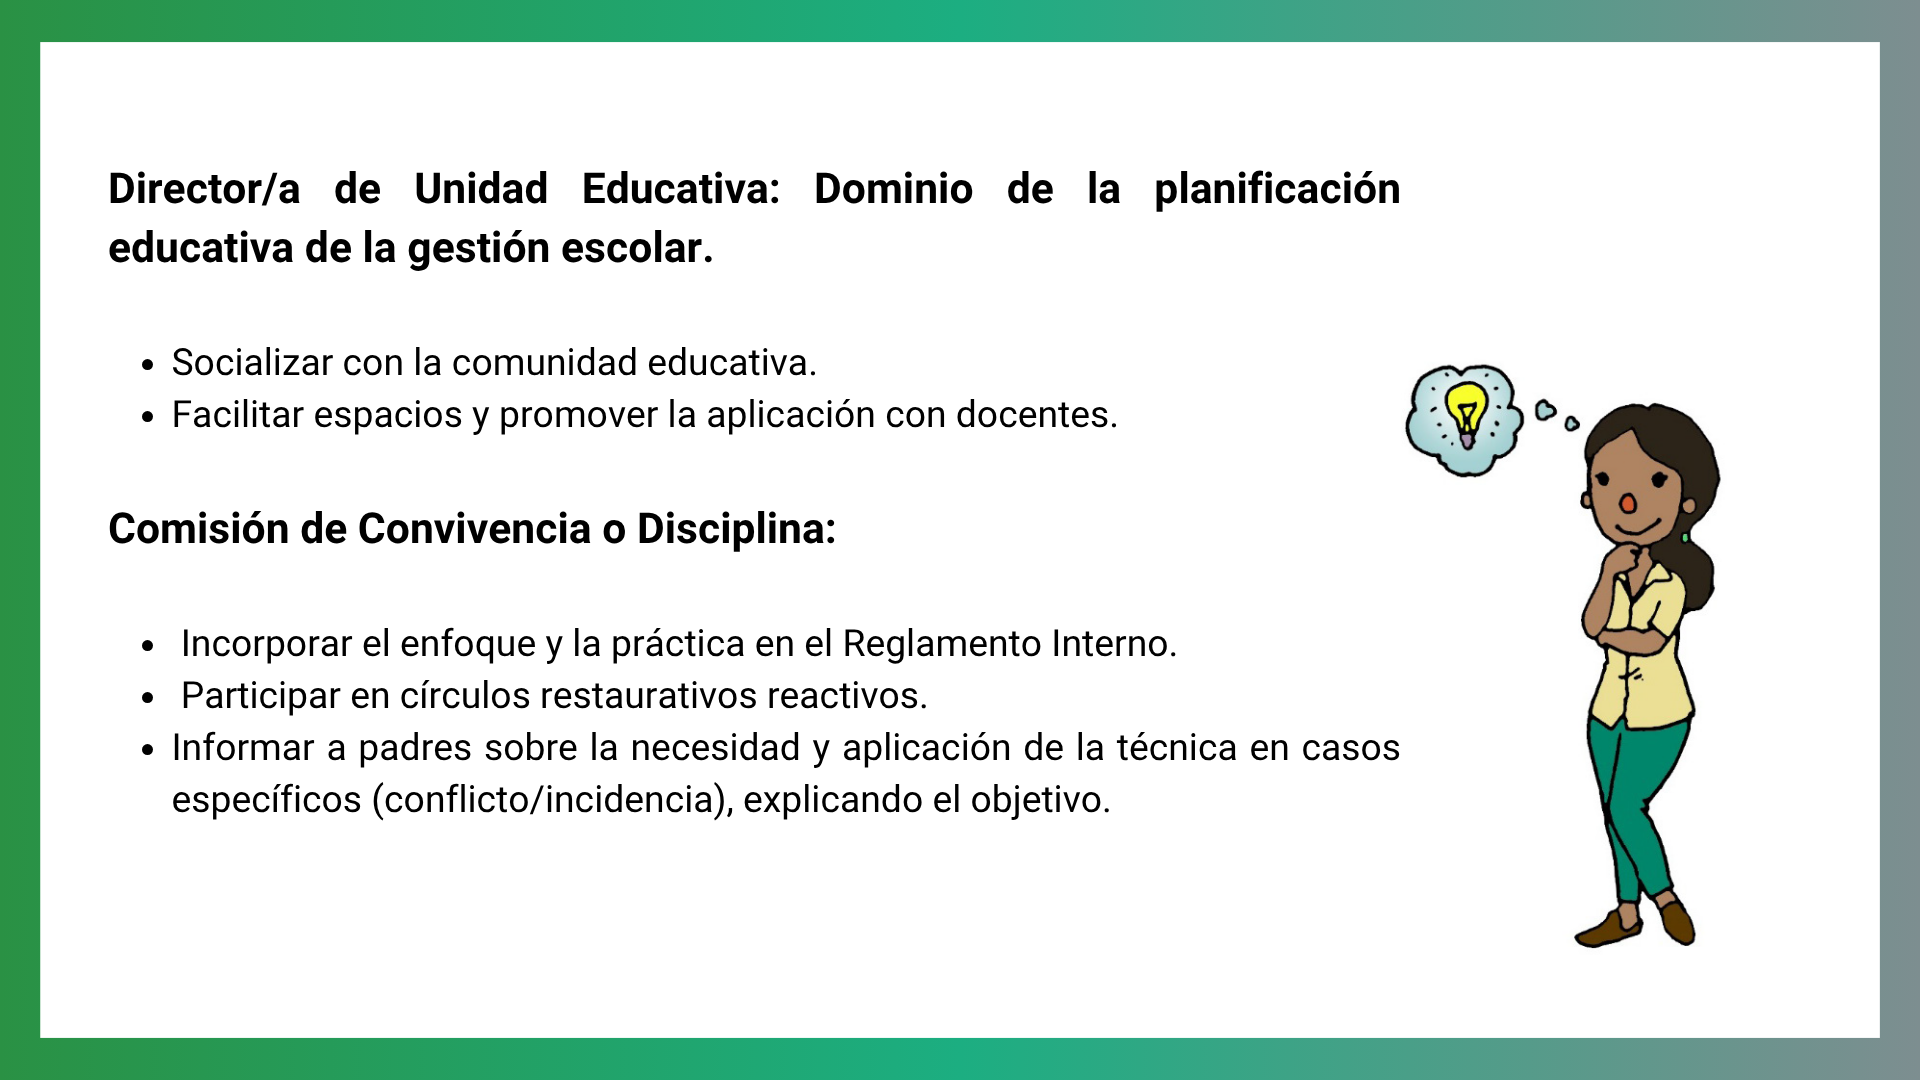 Director/a de Unidad Educativa: Dominio de la planificación
educativa de la gestión escolar.
• Socializar con la comunidad educativa.
• Facilitar espacios y promover la aplicación con docentes.
Comisión de Convivencia o Disciplina:
• Incorporar el enfoque y la práctica en el Reglamento Interno.
• Participar en círculos restaurativos reactivos.
• Informar a padres sobre la necesidad y aplicación de la técnica en casos
específicos (conflicto/incidencia), explicando el objetivo.